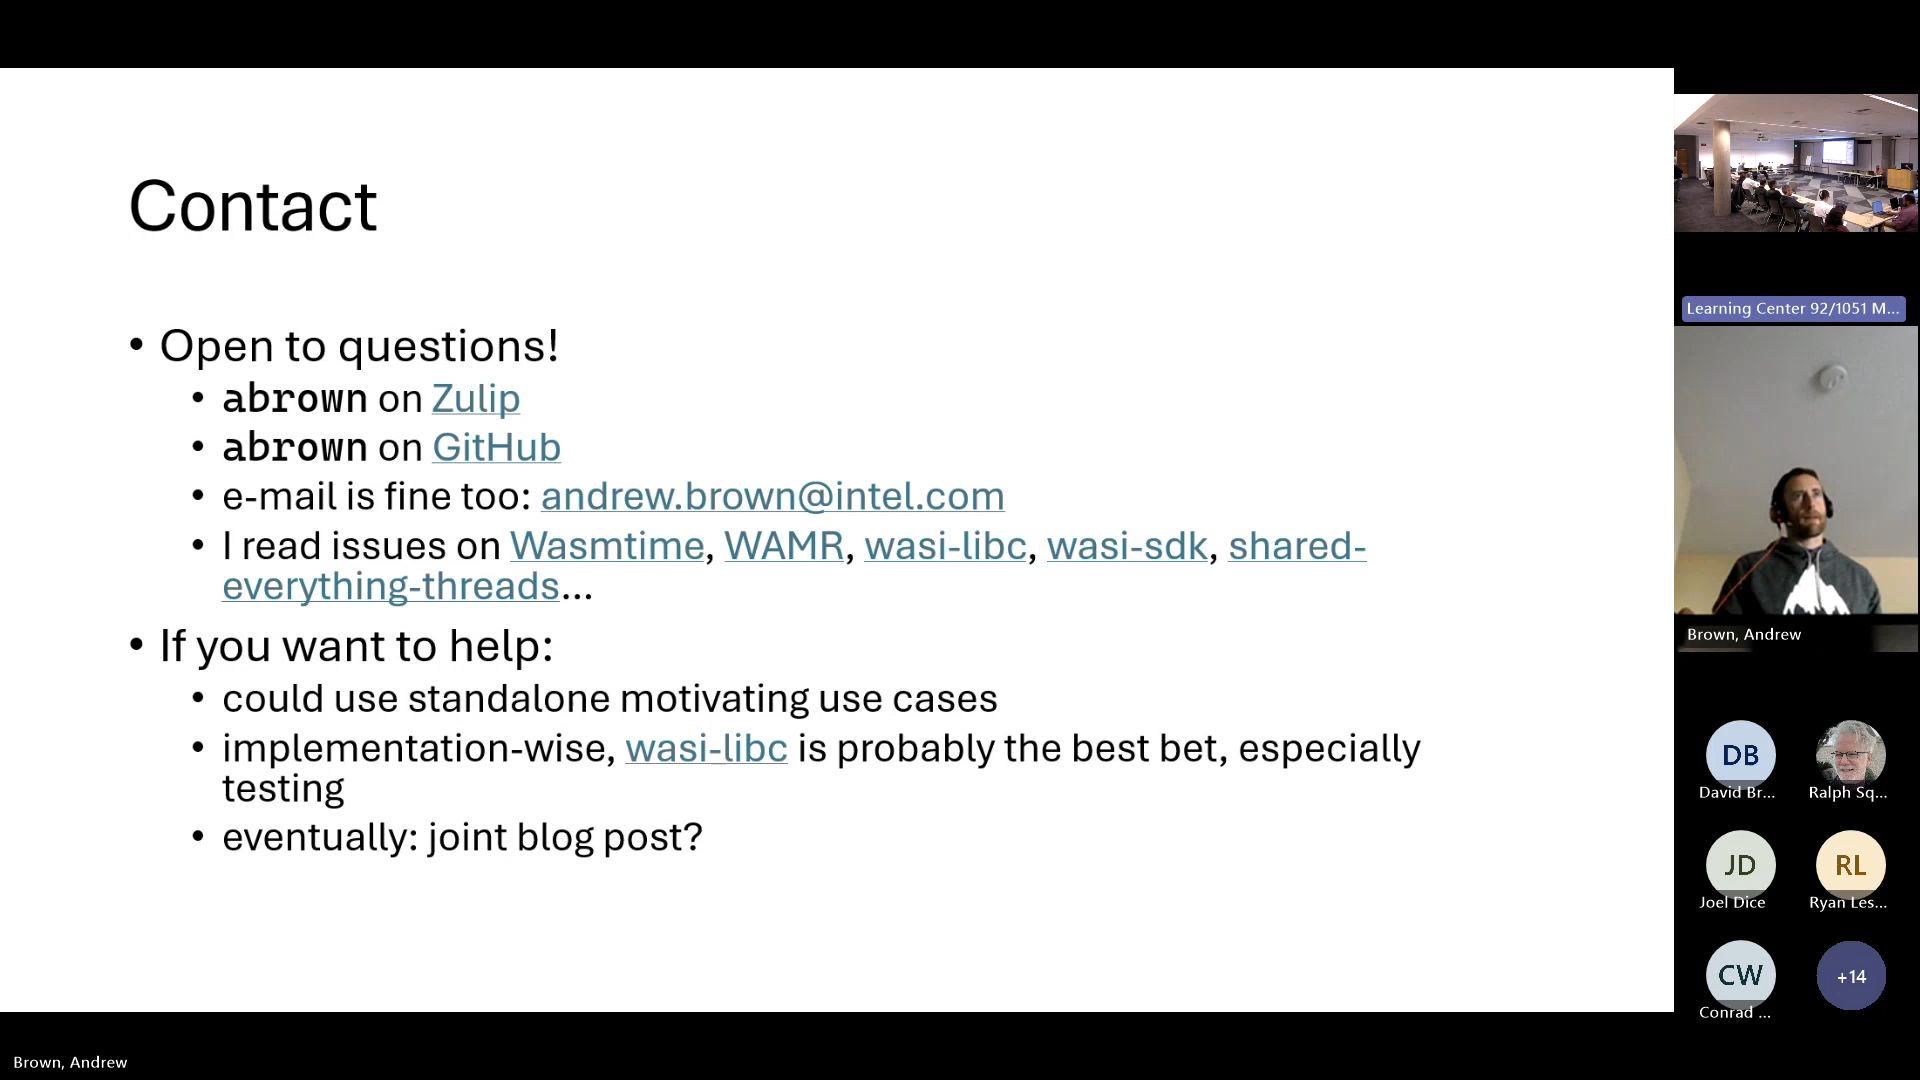 Contact
• Open to questions!
• abrown on Zulip
• abrown on GitHub
• e-mail is fine too: andrew.brown@intel.com
• I read issues on Wasmtime, WAMR, wasi-libc, wasi-sdk, shared-
everything-threads...
• If you want to help:
• could use standalone motivating use cases
• implementation-wise, wasi-libc is probably the best bet, especially
testing
• eventually: joint blog post?
Learning Center 92/1051 M...
Brown, Andrew
DB
David Br...
Ralph Sq...
JD
Joel Dice
RL
Ryan Les...
CW
Conrad ...
+14
Brown, Andrew